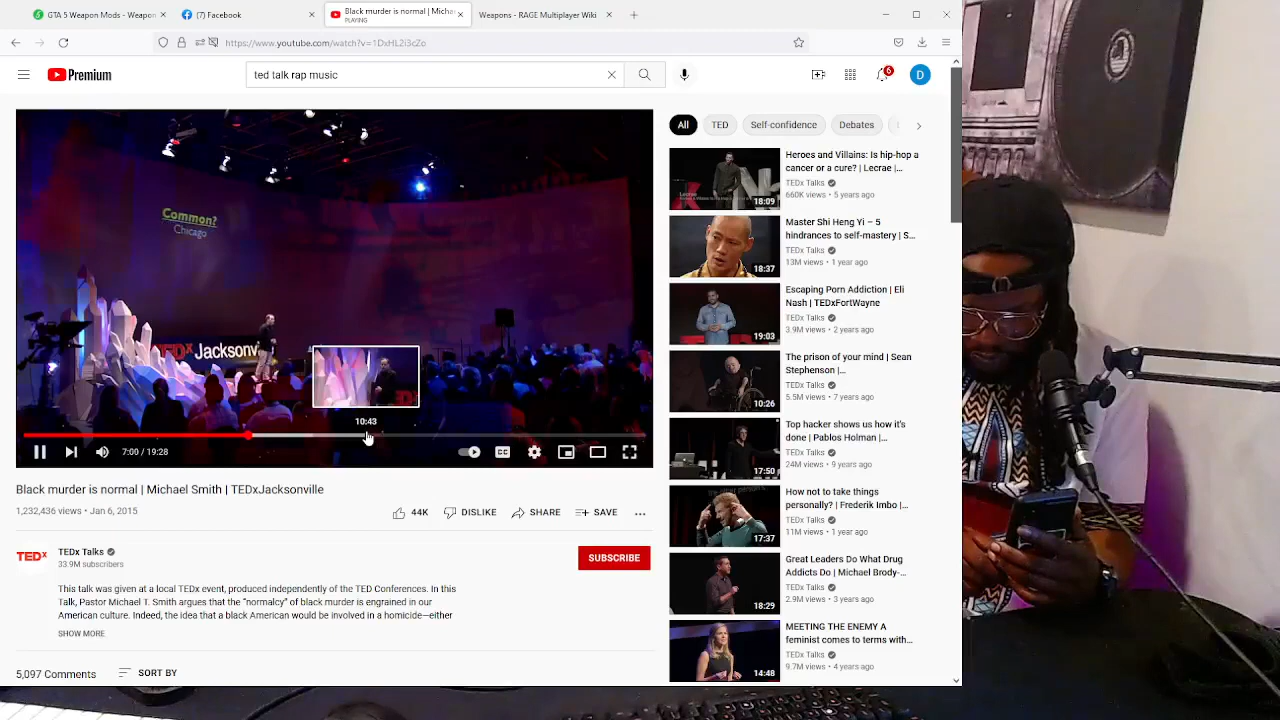 GTA 5 Weapon Mods - Weapon
(7) Facebook
Black murder is normal | Micha
PLAYING
Weapons - RAGE Multiplayer Wiki
https://www.youtube.com/watch?v=1DxHL2i3cZo
Premium
ted talk rap music
6
D
Common?
Chicago
TEDx Jacksonvi
10:43
7:00 / 19:28
CC
Black murder is normal | Michael Smith | TEDxJacksonville
1,232,436 views • Jan 6, 2015
44K
DISLIKE
SHARE
SAVE
TEDx
TEDx Talks
33.9M subscribers
SUBSCRIBE
This talk was given at a local TEDx event, produced independently of the TED Conferences. In this
Talk, Pastor Michael T. Smith argues that the "normalcy" of black murder is engrained in our
American culture. Indeed, the idea that a black American would be involved in a homicide—either
SHOW MORE
5,097 Comments
SORT BY
All
TED
Self-confidence
Debates
Heroes and Villains: Is hip-hop a
cancer or a cure? | Lecrae |...
TEDx Talks
660K views • 5 years ago
Lecrae
18:09
Master Shi Heng Yi – 5
hindrances to self-mastery | S...
TEDx Talks
13M views • 1 year ago
18:37
Escaping Porn Addiction | Eli
Nash | TEDxFortWayne
TEDx Talks
3.9M views • 2 years ago
19:03
The prison of your mind | Sean
Stephenson |...
TEDx Talks
5.5M views • 7 years ago
10:26
Top hacker shows us how it's
done | Pablos Holman |...
TEDx Talks
24M views • 9 years ago
17:50
How not to take things
personally? | Frederik Imbo |...
TEDx Talks
11M views • 1 year ago
17:37
Great Leaders Do What Drug
Addicts Do | Michael Brody-...
TEDx Talks
2.9M views • 3 years ago
18:29
MEETING THE ENEMY A
feminist comes to terms with...
TEDx Talks
9.7M views • 4 years ago
14:48